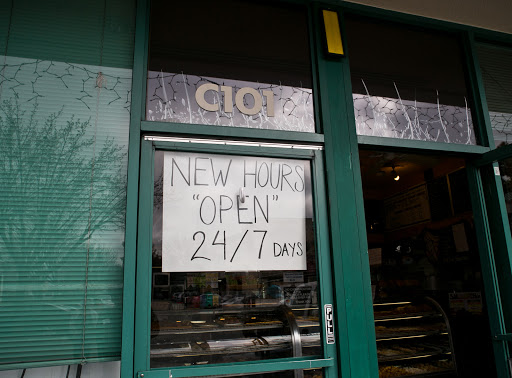 C101
NEW HOURS
"OPEN"
24/7 DAYS
PULL